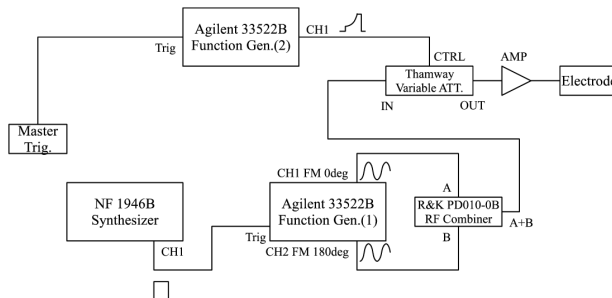 Agilent 33522B
Function Gen.(2)
Trig
CH1
CTRL
AMP
Thamway
Variable ATT.
Electrode
IN
OUT
Master
Trig.
CH1 FM 0deg
NF 1946B
Synthesizer
Agilent 33522B
Function Gen.(1)
A
R&K PD010-0B
RF Combiner
A+B
B
Trig
CH1
CH2 FM 180deg